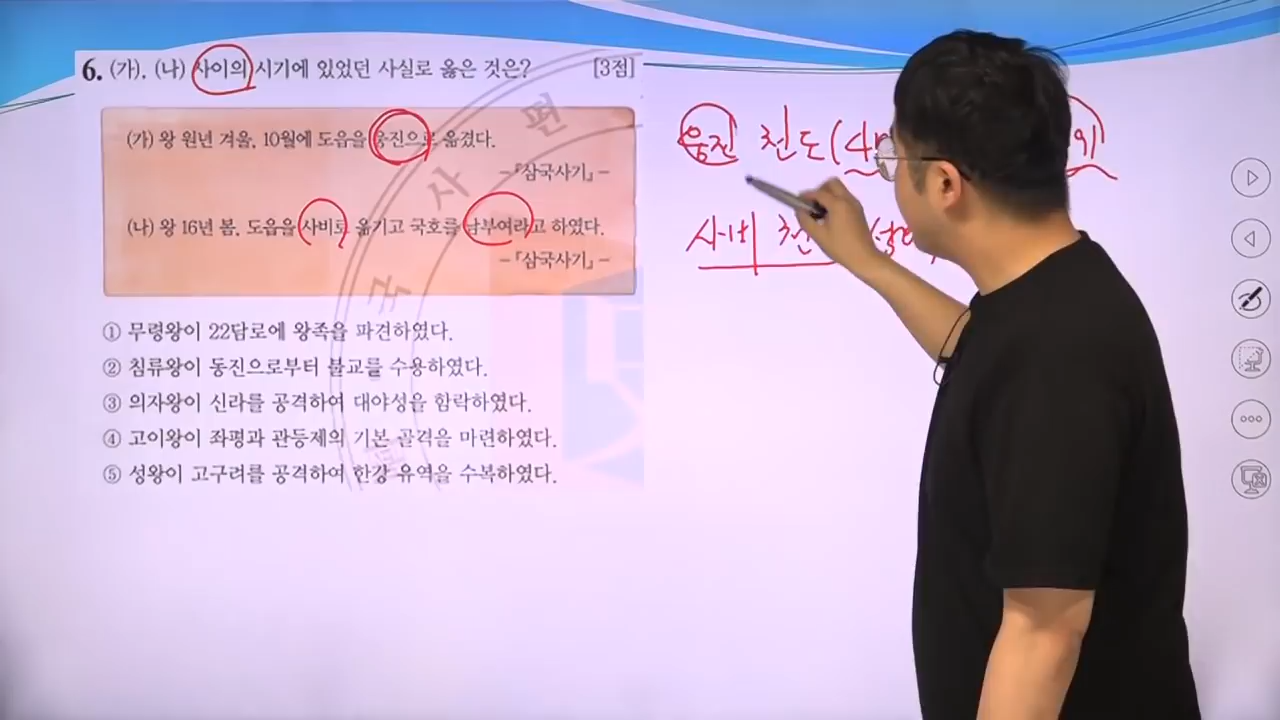 6. (가), (나) 사이의 시기에 있었던 사실로 옳은 것은? [3점]
(가) 왕 원년 겨울, 10월에 도읍을 웅진으로 옮겼다.
-『삼국사기』-
(나) 왕 16년 봄, 도읍을 사비로 옮기고 국호를 남부여라고 하였다.
-『삼국사기』-
① 무령왕이 22담로에 왕족을 파견하였다.
② 침류왕이 동진으로부터 불교를 수용하였다.
③ 의자왕이 신라를 공격하여 대야성을 함락하였다.
④ 고이왕이 좌평과 관등제의 기본 골격을 마련하였다.
⑤ 성왕이 고구려를 공격하여 한강 유역을 수복하였다.
웅진 천도(
사비 천
국 사 편